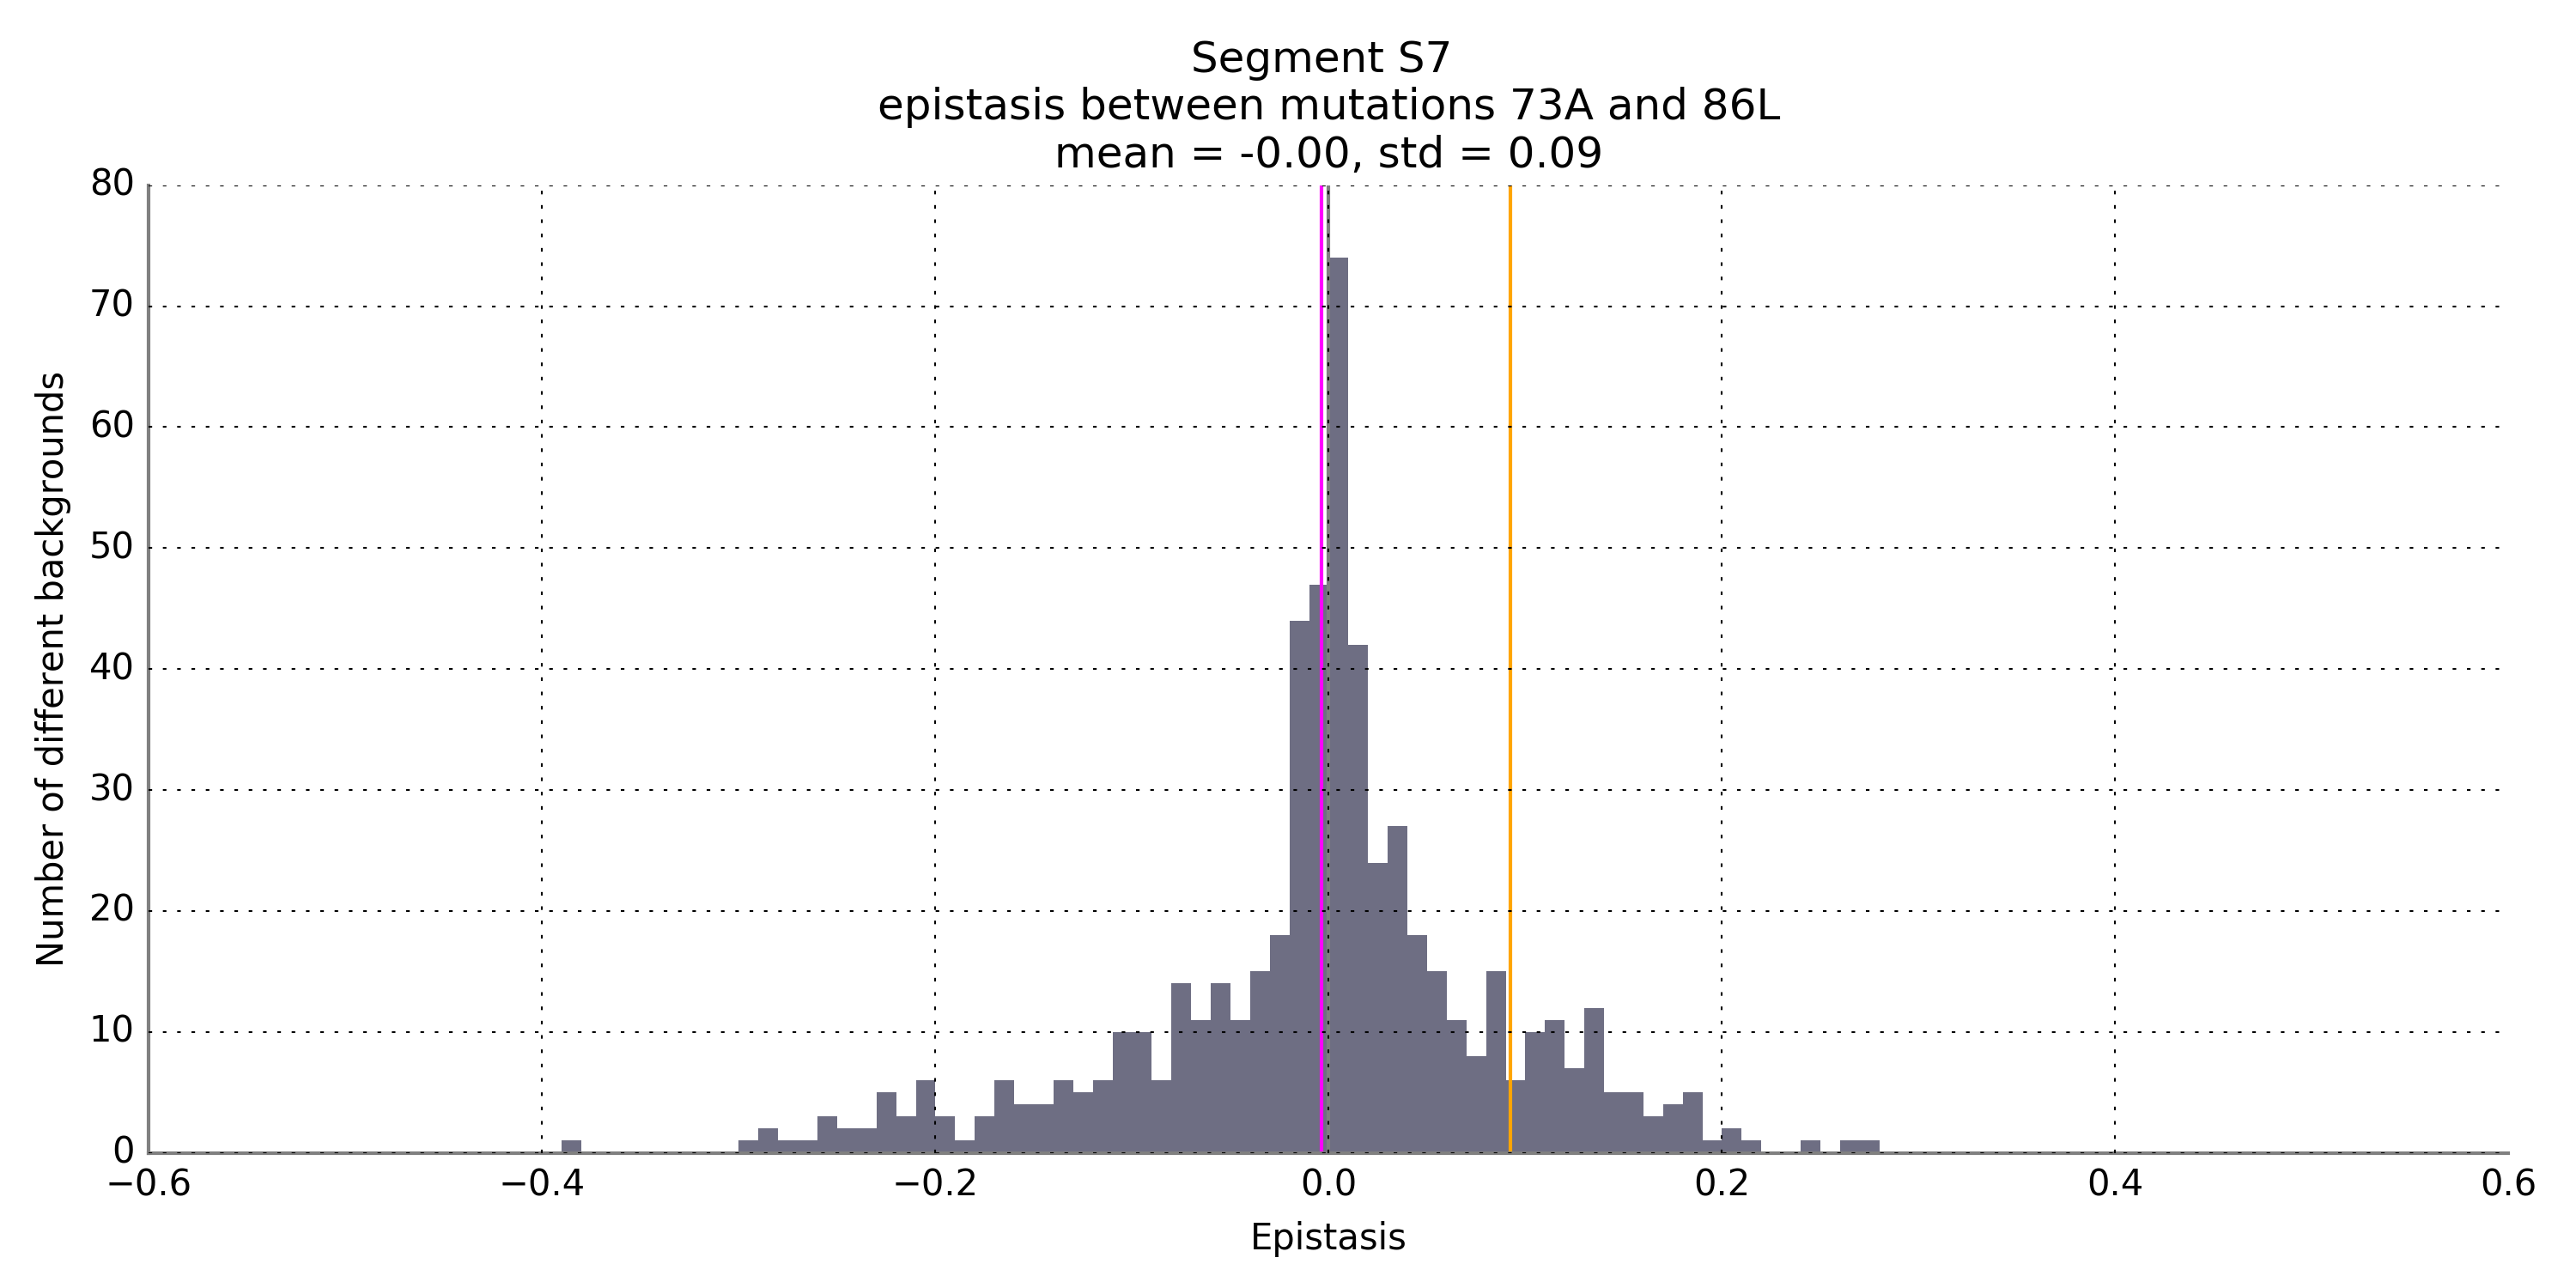 Segment S7
epistasis between mutations 73A and 86L
mean = -0.00, std = 0.09
80
70
60
50
40
30
20
10
0
Number of different backgrounds
−0.6 −0.4 −0.2 0.0 0.2 0.4 0.6
Epistasis